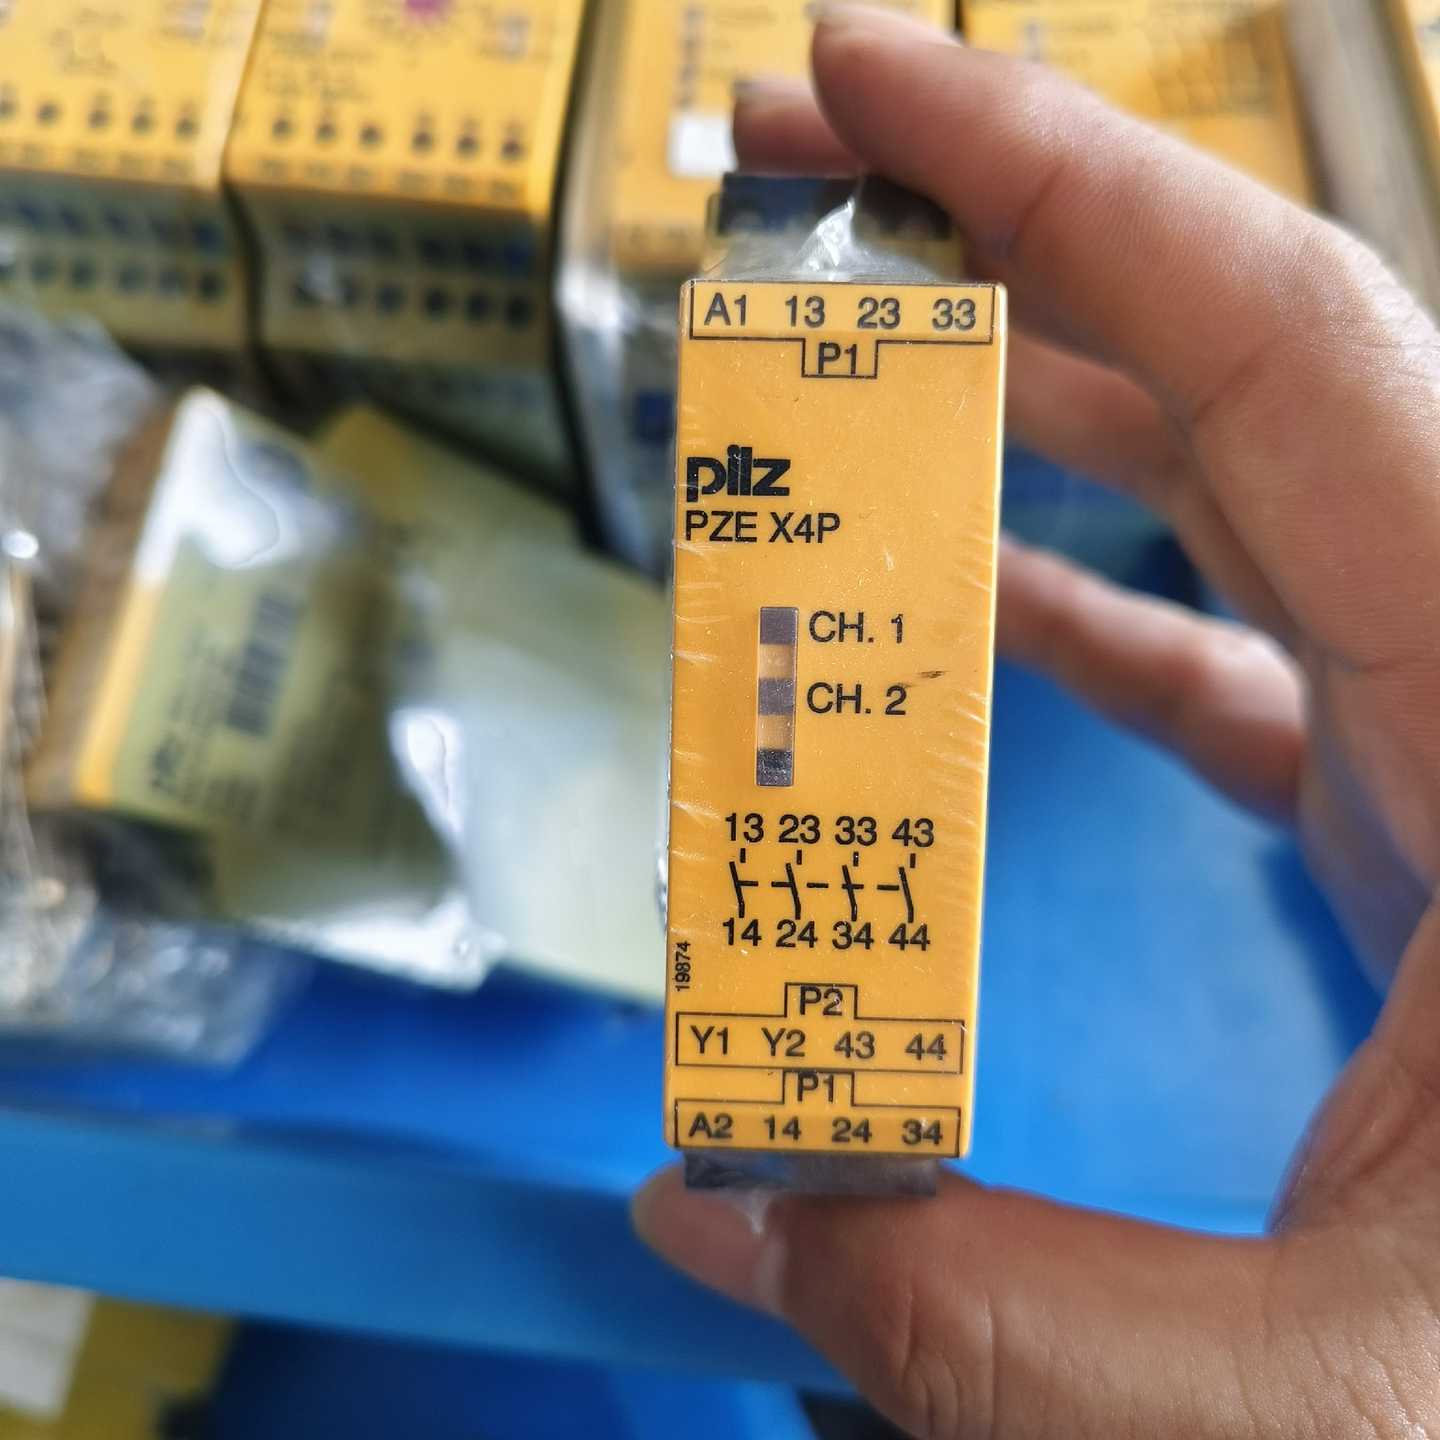 A1 13 23 33
P1
pilz
PZE X4P
CH. 1
CH. 2
13 23 33 43
14 24 34 44
19874
P2
Y1 Y2 43 44
P1
A2 14 24 34